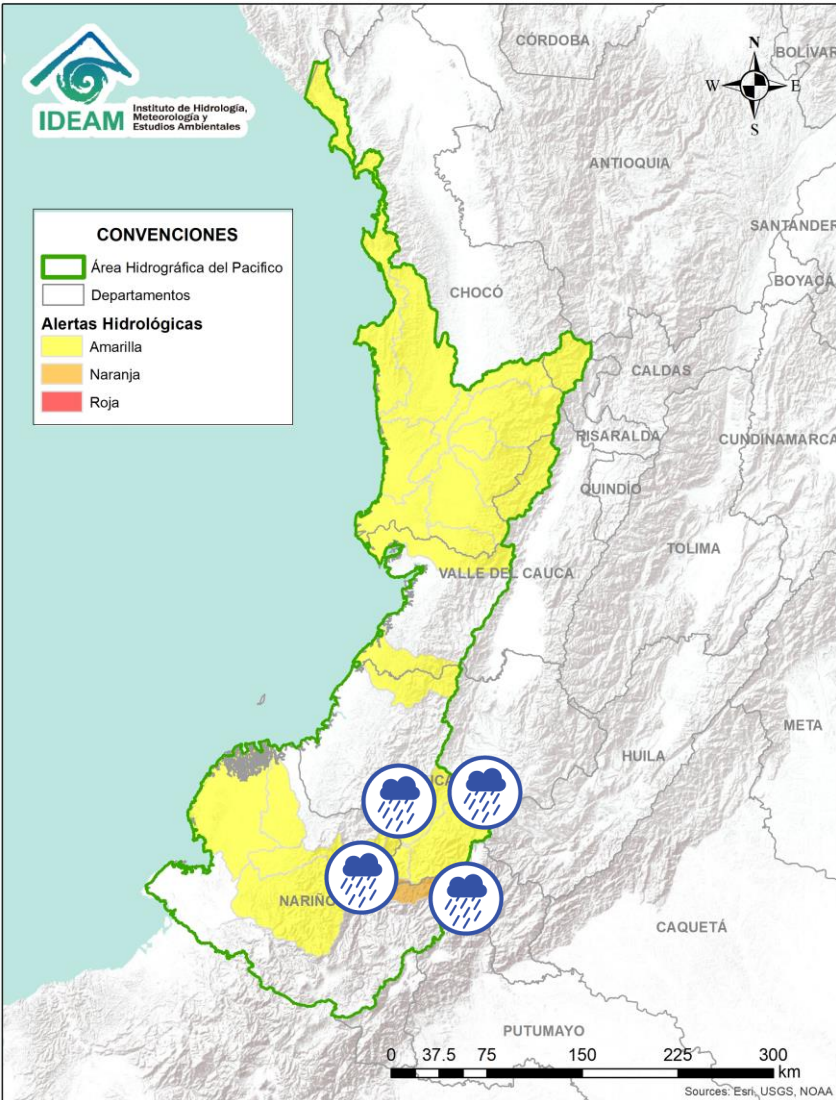 IDEAM
Instituto de Hidrología,
Meteorología y
Estudios Ambientales
N
W
E
S
CÓRDOBA
BOLÍVAR
ANTIOQUIA
SANTANDER
BOYACÁ
CONVENCIONES
Área Hidrográfica del Pacifico
Departamentos
Alertas Hidrológicas
Amarilla
Naranja
Roja
CHOCÓ
CALDAS
RISARALDA
CUNDINAMARCA
QUINDÍO
TOLIMA
VALLE DEL CAUCA
META
HUILA
NARIÑO
CAQUETÁ
PUTUMAYO
0 37.5 75 150 225 300
km
Sources: Esri, USGS, NOAA